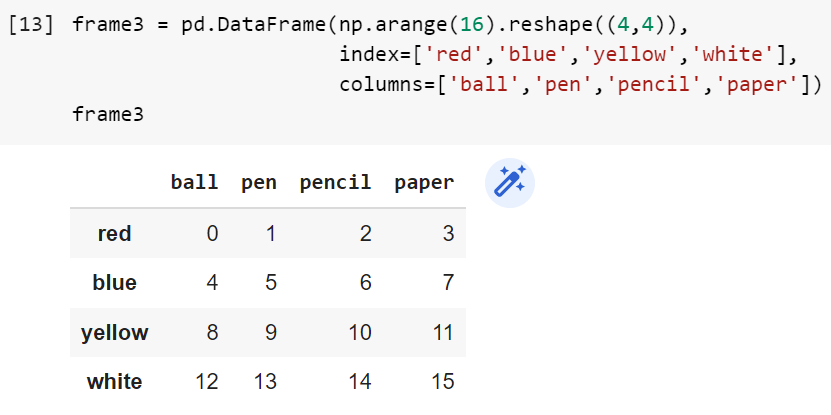 [13] frame3 = pd.DataFrame(np.arange(16).reshape((4,4)),
index=['red','blue','yellow','white'],
columns=['ball','pen','pencil','paper'])
frame3
ball pen pencil paper
red 0 1 2 3
blue 4 5 6 7
yellow 8 9 10 11
white 12 13 14 15